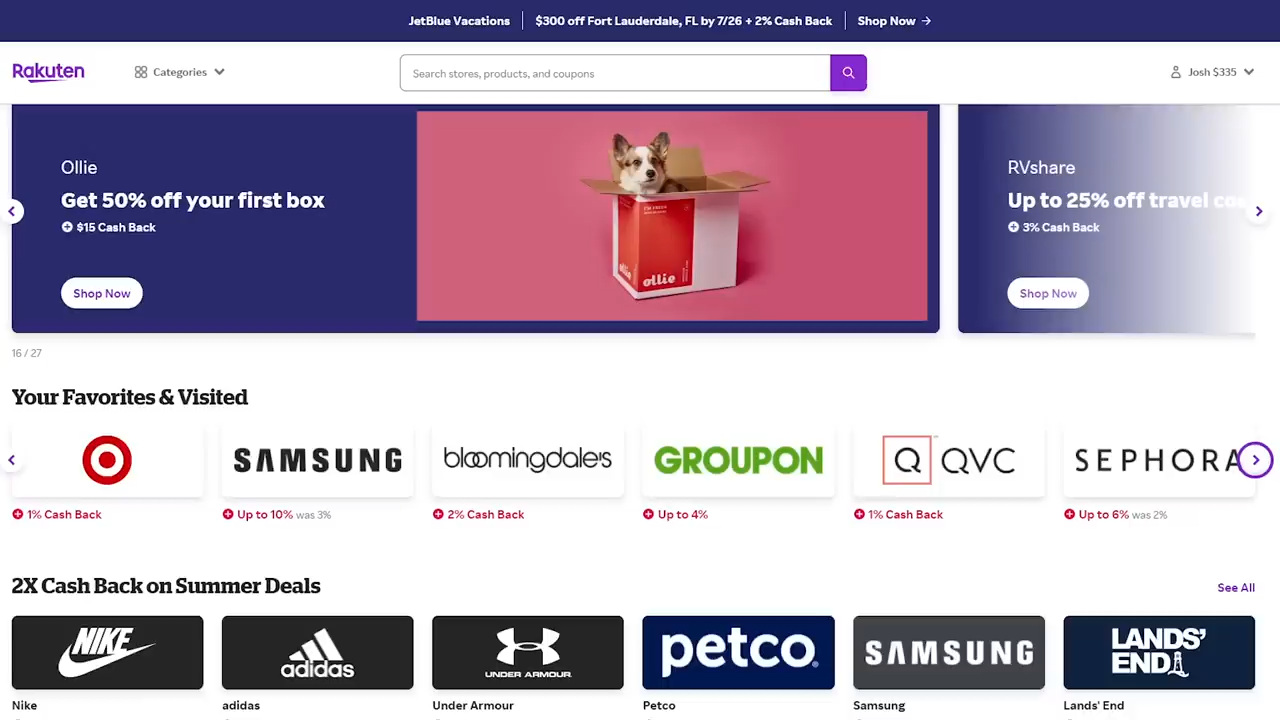 JetBlue Vacations $300 off Fort Lauderdale, FL by 7/26 + 2% Cash Back Shop Now →
Rakuten Categories Search stores, products, and coupons Josh $335
Ollie
Get 50% off your first box
$15 Cash Back
Shop Now
ollie
RVshare
Up to 25% off travel
3% Cash Back
Shop Now
16 / 27
Your Favorites & Visited
SAMSUNG bloomingdale's GROUPON Q QVC SEPHORA
1% Cash Back Up to 10% was 3% 2% Cash Back Up to 4% 1% Cash Back Up to 6% was 2%
2X Cash Back on Summer Deals See All
NIKE adidas UNDER ARMOUR petco SAMSUNG LANDS' END
Nike adidas Under Armour Petco Samsung Lands' End